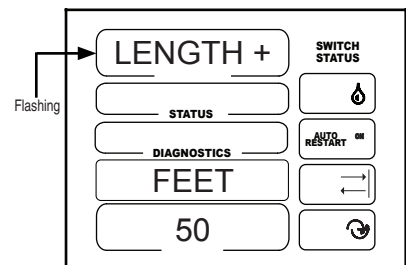 LENGTH +
SWITCH
STATUS
Flashing
STATUS
AUTO ON
RESTART
DIAGNOSTICS
FEET
50